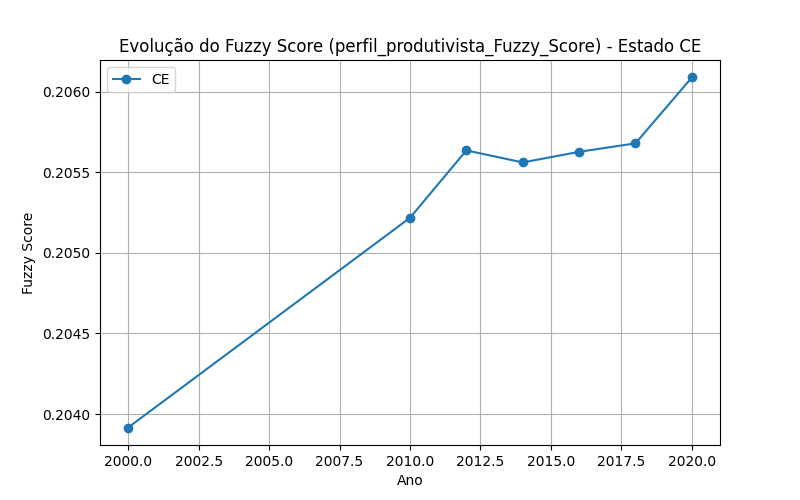 Evolução do Fuzzy Score (perfil_produtivista_Fuzzy_Score) - Estado CE
CE
0.2060
0.2055
0.2050
0.2045
0.2040
Fuzzy Score
2000.0 2002.5 2005.0 2007.5 2010.0 2012.5 2015.0 2017.5 2020.0
Ano